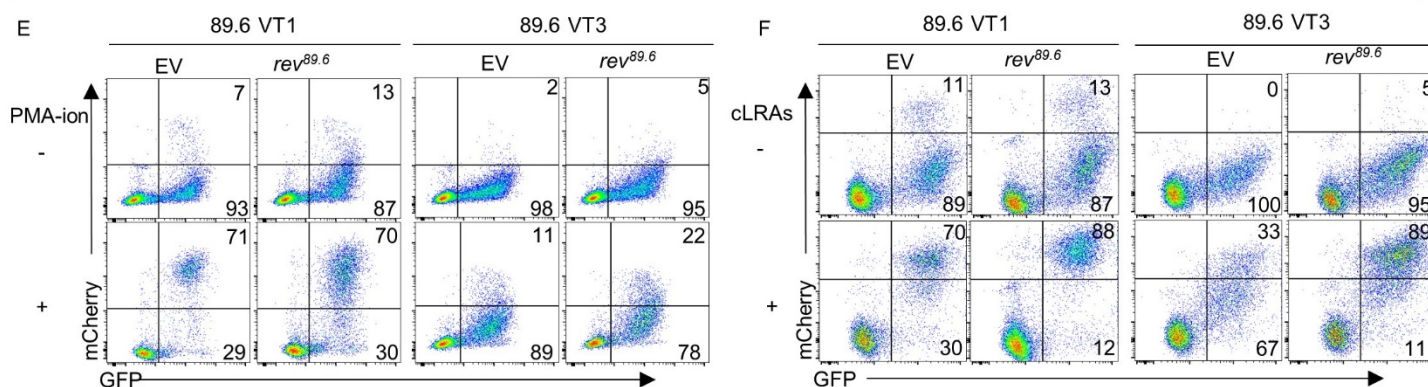 E 89.6 VT1 89.6 VT3
EV rev89.6 EV rev89.6
PMA-ion
7 13 2 5
-
93 87 98 95
71 70 11 22
+
29 30 89 78
mCherry
GFP
F 89.6 VT1 89.6 VT3
EV rev89.6 EV rev89.6
cLRAs
11 13 0 5
-
89 87 100 95
70 88 33 89
+
30 12 67 11
mCherry
GFP